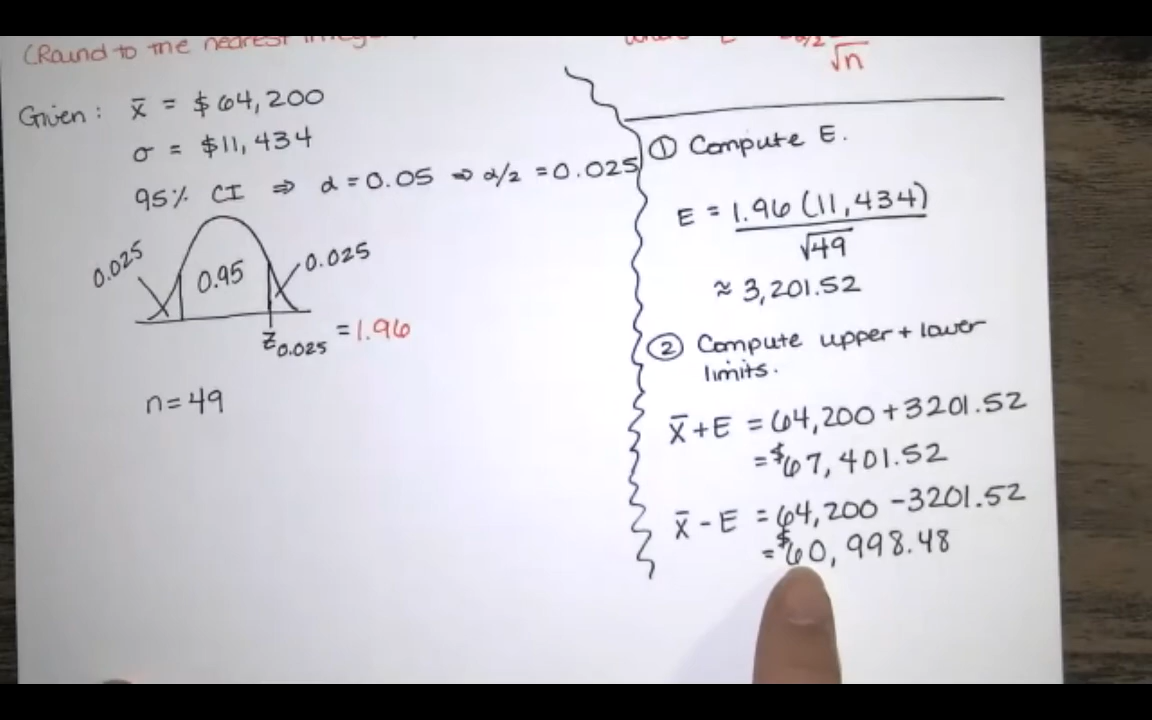 (Round to the nearest
Given: x̄ = $64,200
σ = $11,434
95% CI ⇒ α = 0.05 ⇒ α/2 = 0.025
0.025
0.95
0.025
Z0.025 = 1.96
n = 49
α/2
√n
① Compute E.
E = 1.96 (11,434)
√49
≈ 3,201.52
② Compute upper + lower
limits.
x̄ + E = 64,200 + 3201.52
= $67,401.52
x̄ - E = 64,200 - 3201.52
= $60,998.48